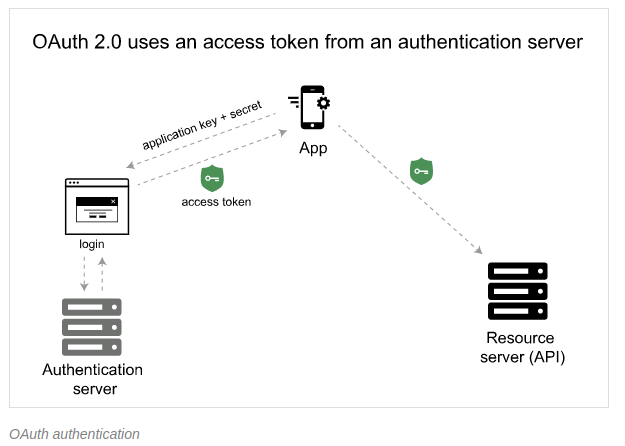 OAuth 2.0 uses an access token from an authentication server
application key + secret
App
access token
login
Resource
server (API)
Authentication
server
OAuth authentication